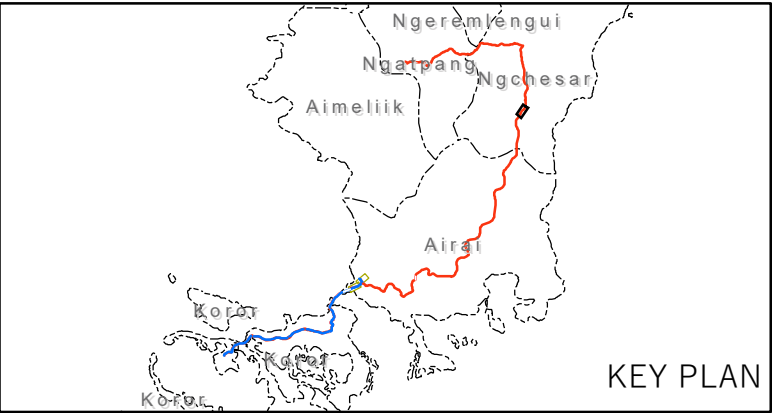 Ngeremlengui
Ngatpang
Ngchesar
Aimeliik
Airai
Koror
Koror
KEY PLAN
Koror